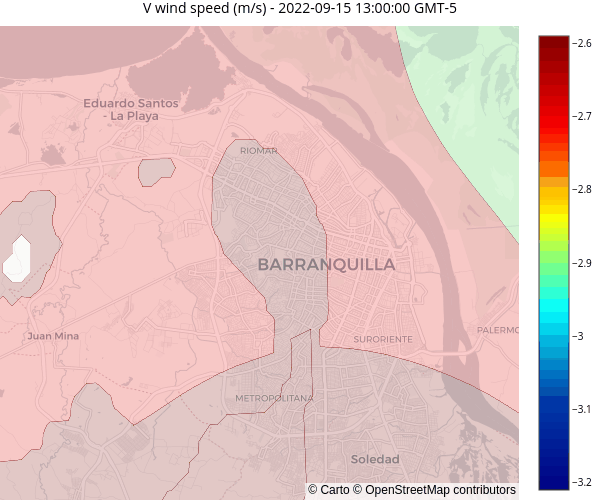 V wind speed (m/s) - 2022-09-15 13:00:00 GMT-5
Eduardo Santos
- La Playa
RIOMAR
BARRANQUILLA
Juan Mina
SURORIENTE
PALERMO
METROPOLITANA
Soledad
© Carto © OpenStreetMap contributors
−2.6
−2.7
−2.8
−2.9
−3
−3.1
−3.2